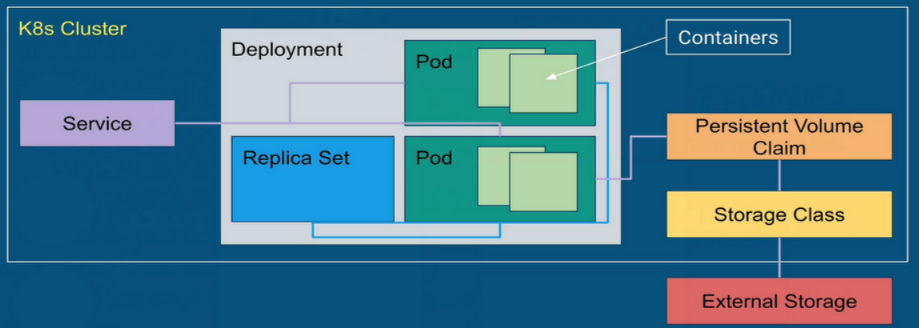 K8s Cluster
Deployment
Pod
Containers
Service
Replica Set
Pod
Persistent Volume
Claim
Storage Class
External Storage